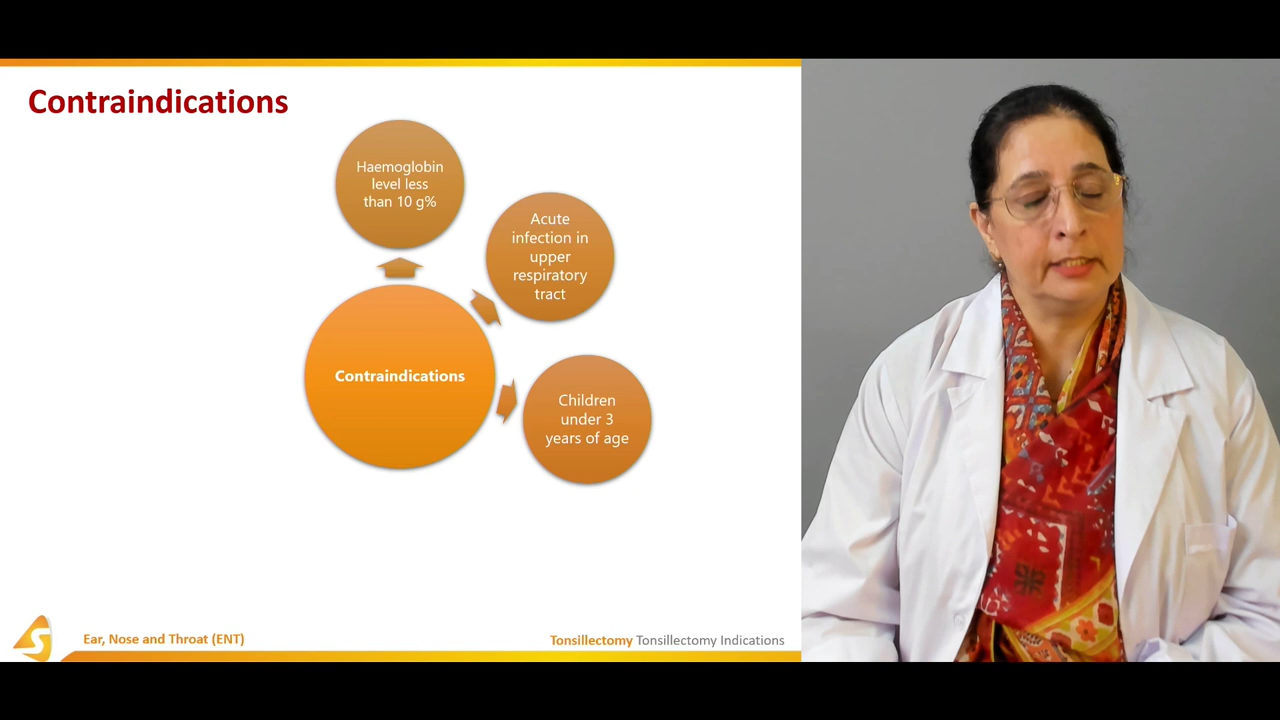 Contraindications
Haemoglobin
level less
than 10 g%
Acute
infection in
upper
respiratory
tract
Contraindications
Children
under 3
years of age
Ear, Nose and Throat (ENT)
Tonsillectomy Tonsillectomy Indications